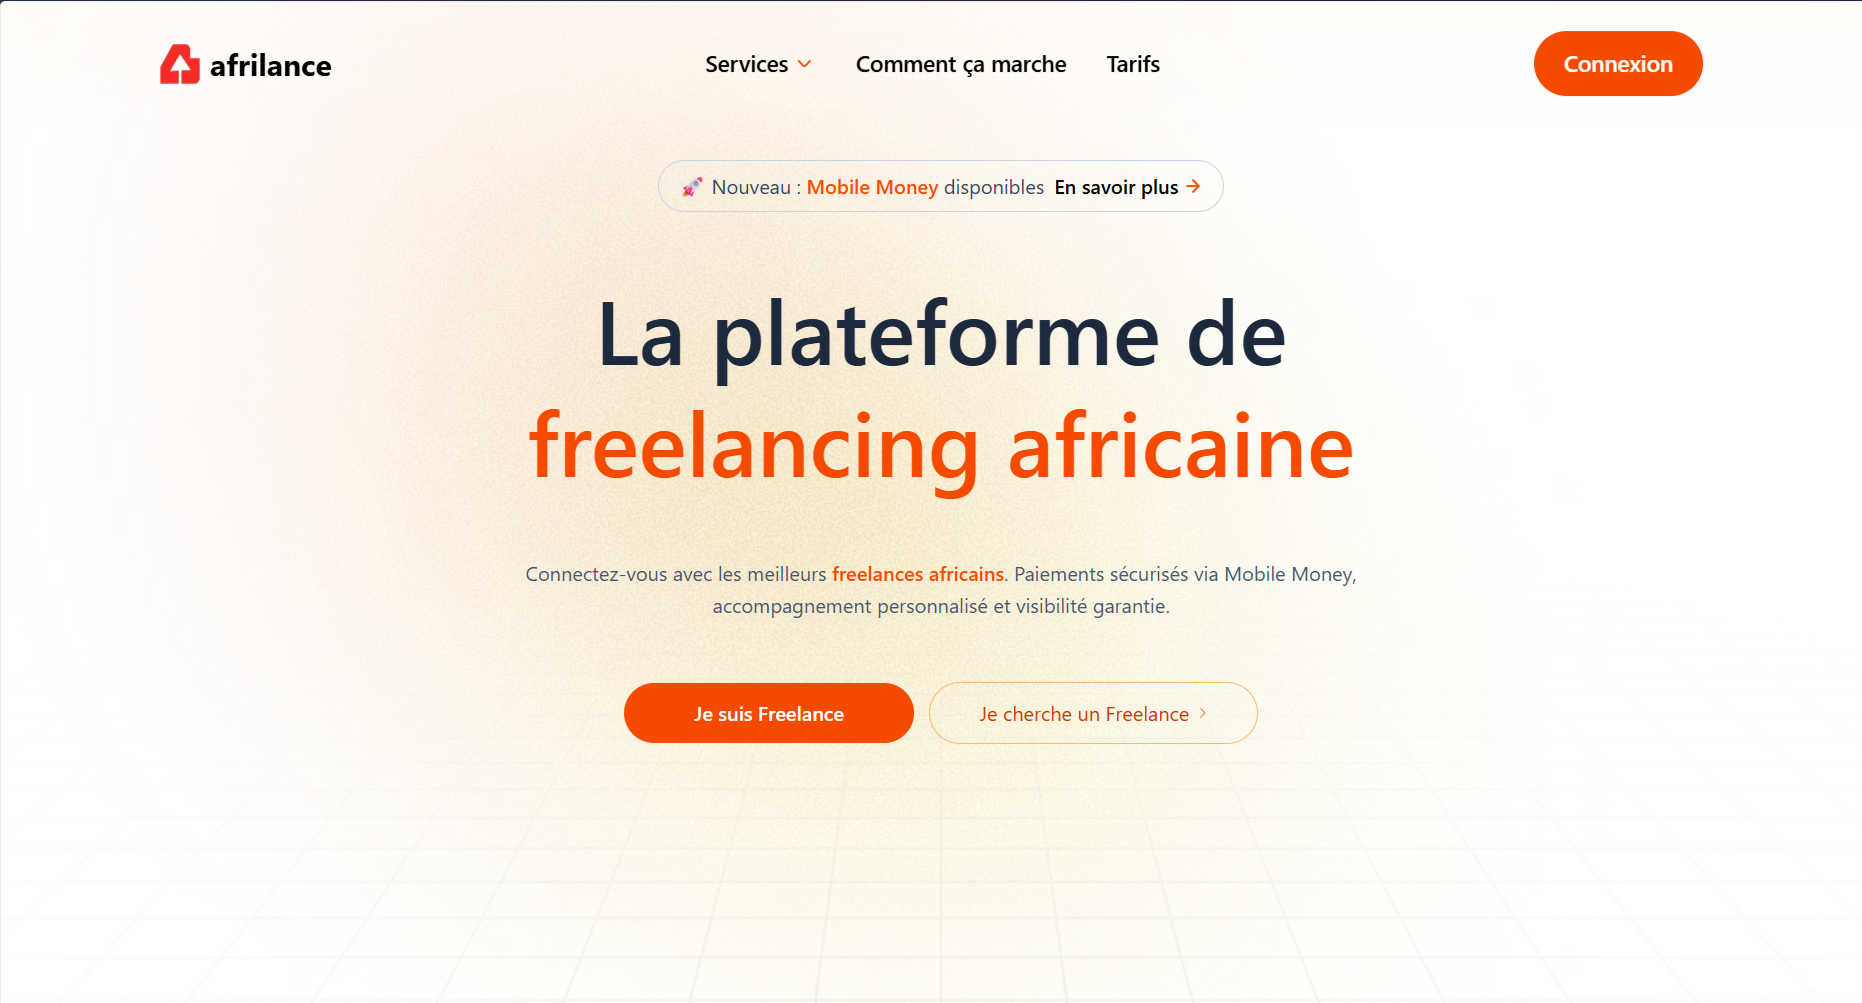 afrilance
Services
Comment ça marche
Tarifs
Connexion
🚀 Nouveau : Mobile Money disponibles En savoir plus →
La plateforme de
freelancing africaine
Connectez-vous avec les meilleurs freelances africains. Paiements sécurisés via Mobile Money,
accompagnement personnalisé et visibilité garantie.
Je suis Freelance
Je cherche un Freelance